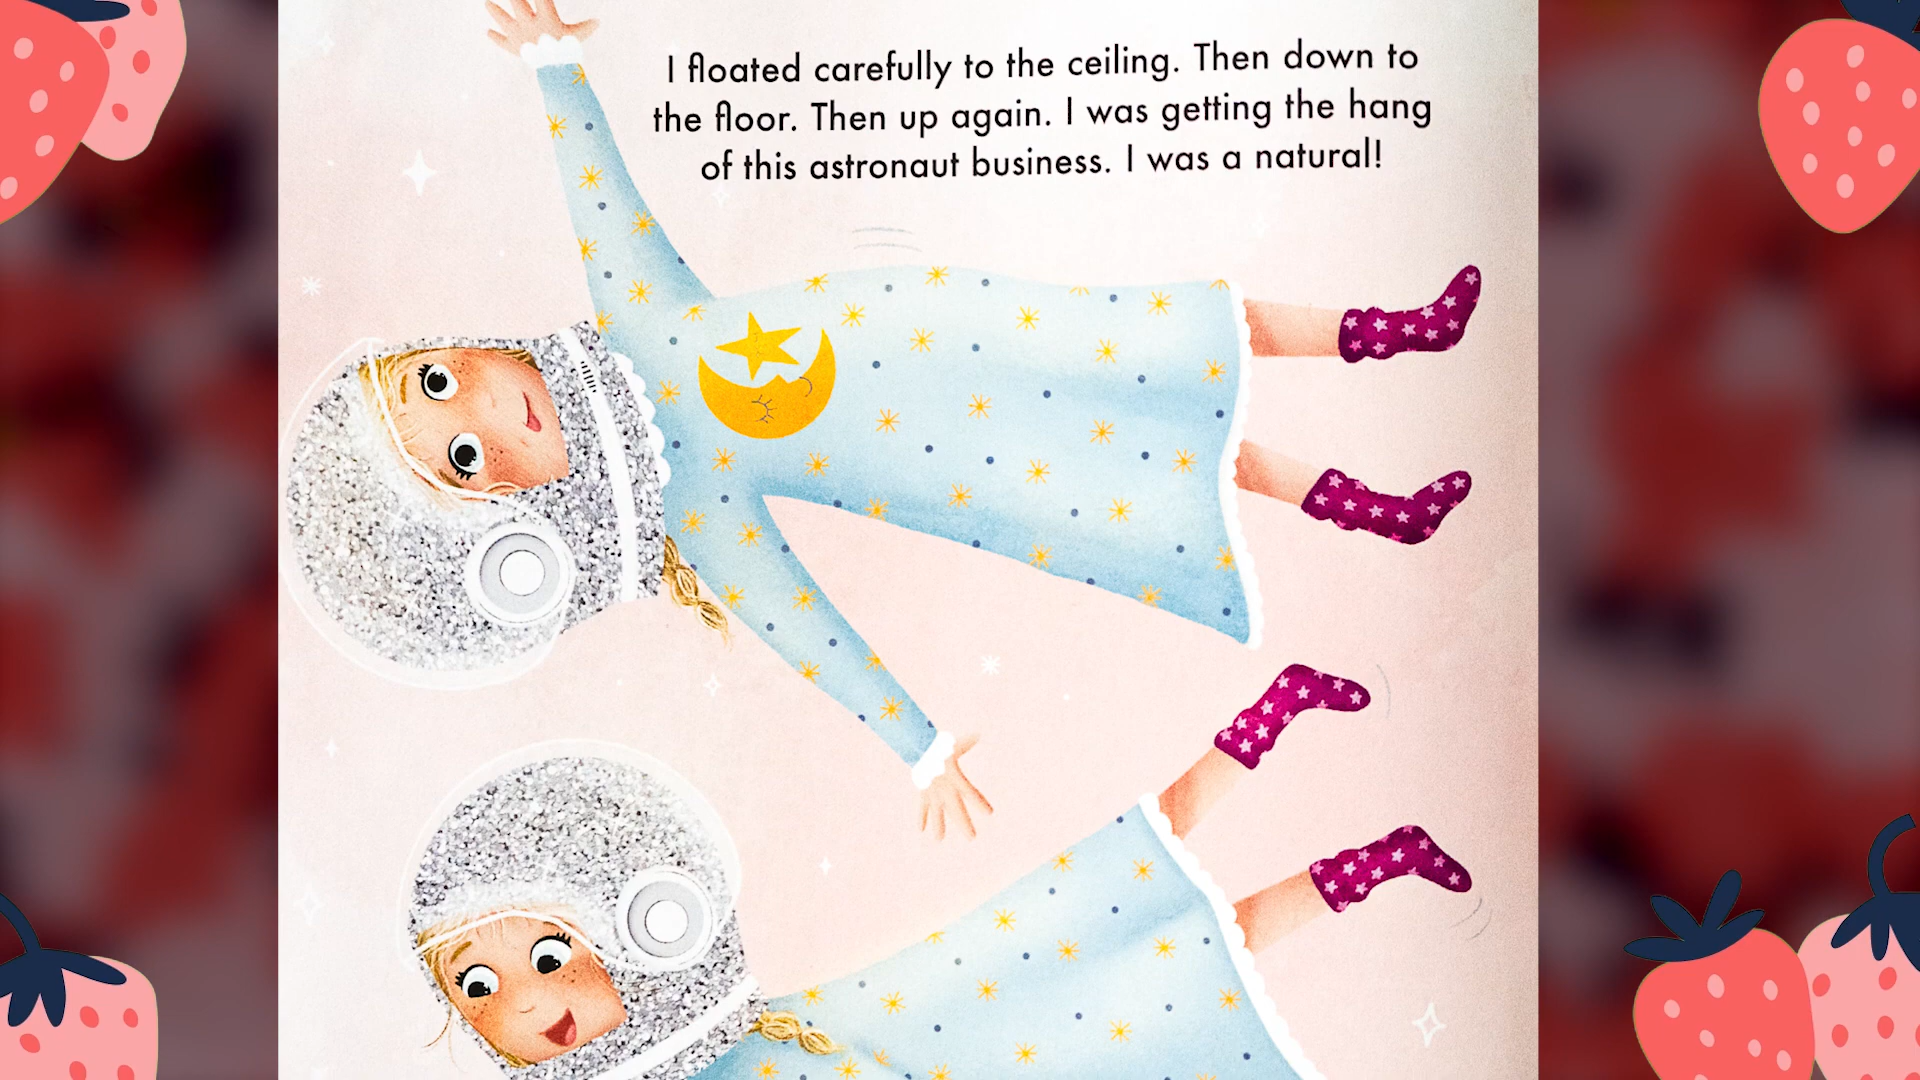 I floated carefully to the ceiling. Then down to
the floor. Then up again. I was getting the hang
of this astronaut business. I was a natural!